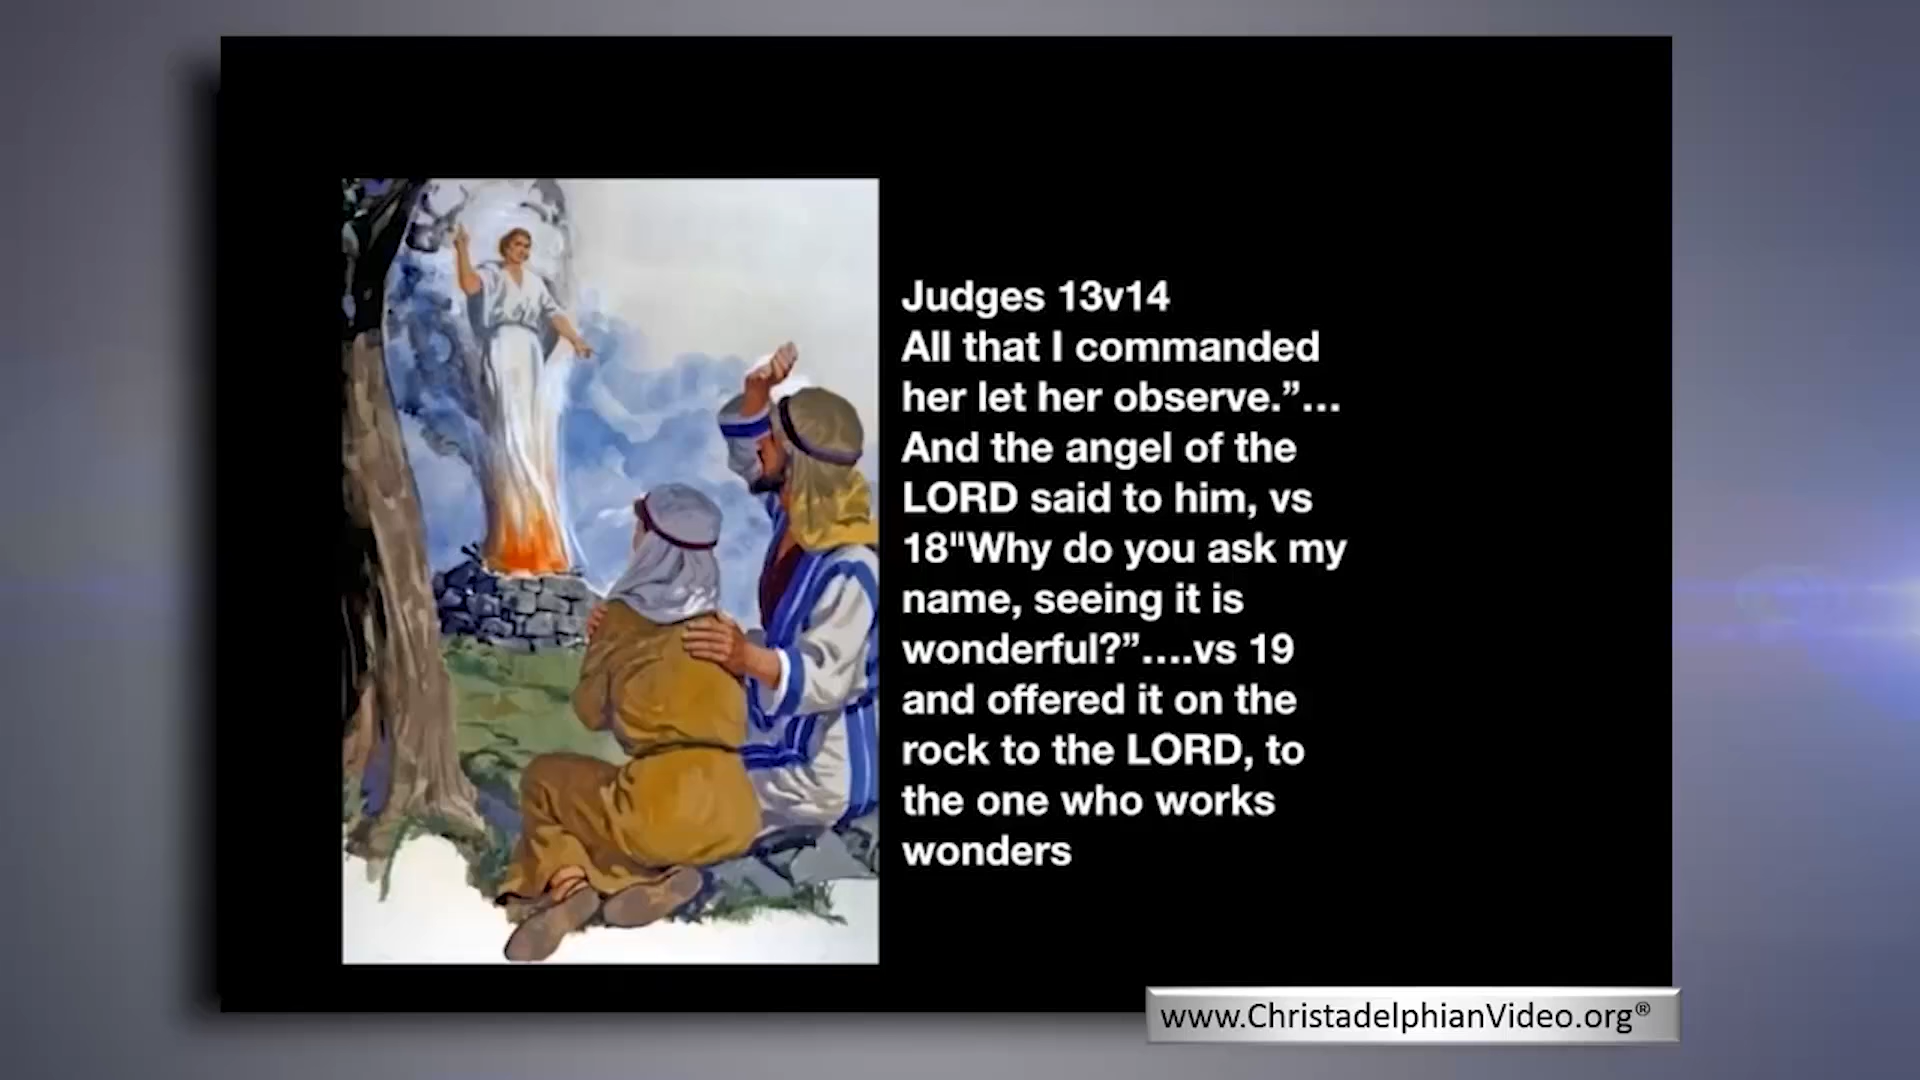 Judges 13v14
All that I commanded
her let her observe.”...
And the angel of the
LORD said to him, vs
18"Why do you ask my
name, seeing it is
wonderful?”....vs 19
and offered it on the
rock to the LORD, to
the one who works
wonders
www.ChristadelphianVideo.org®